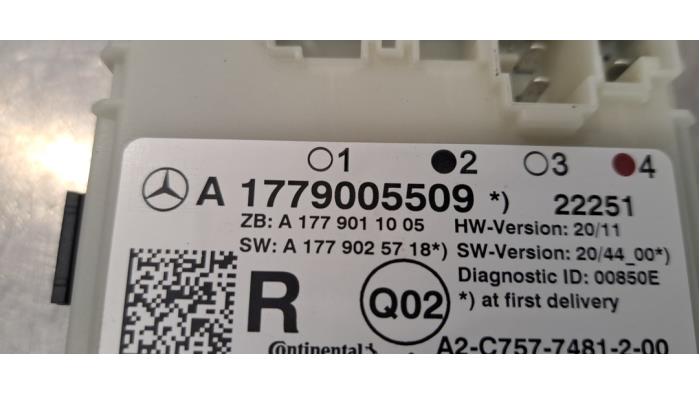 1 2 3 4
A 1779005509 *) 22251
ZB: A 177 901 10 05 HW-Version: 20/11
SW: A 177 902 57 18*) SW-Version: 20/44_00*)
Diagnostic ID: 00850E
R Q02 *) at first delivery
Continental A2-C757-7481-2-00